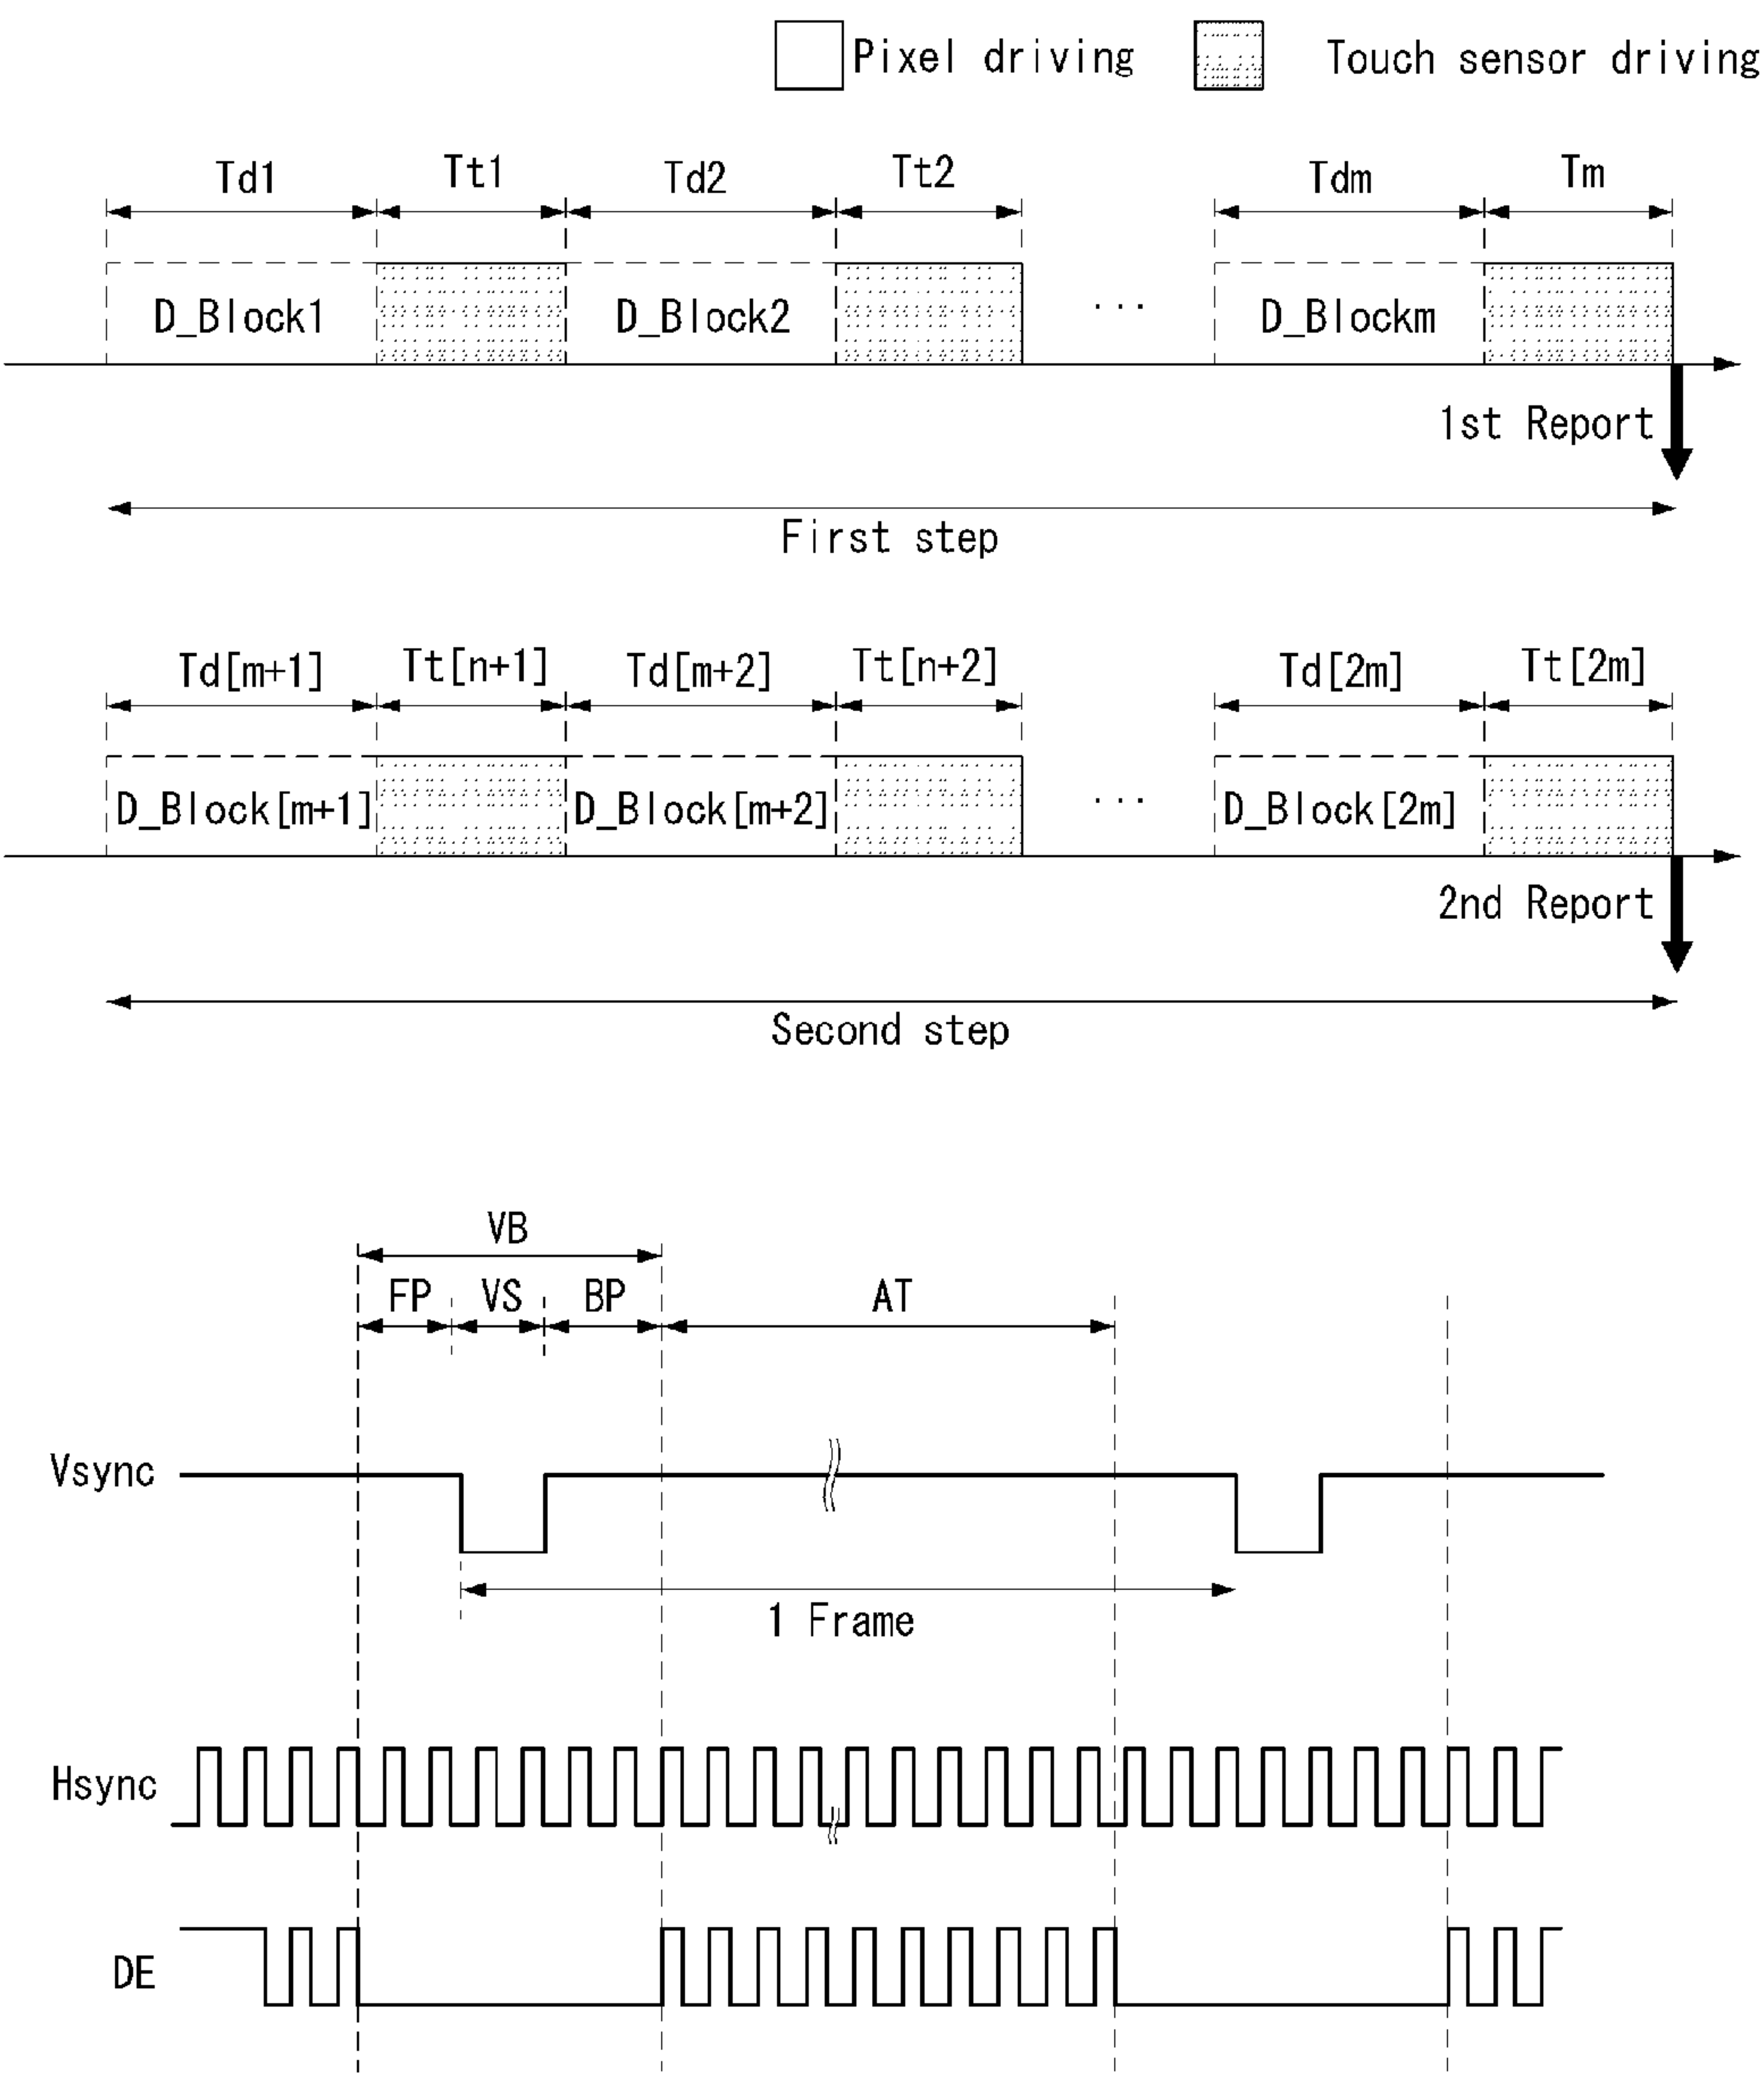 Pixel driving Touch sensor driving
Td1 Tt1 Td2 Tt2 Tdm Tm
D_Block1 D_Block2 ... D_Blockm
1st Report
First step
Td[m+1] Tt[n+1] Td[m+2] Tt[n+2] Td[2m] Tt[2m]
D_Block[m+1] D_Block[m+2] ... D_Block[2m]
2nd Report
Second step
VB
FP VS BP AT
Vsync
1 Frame
Hsync
DE